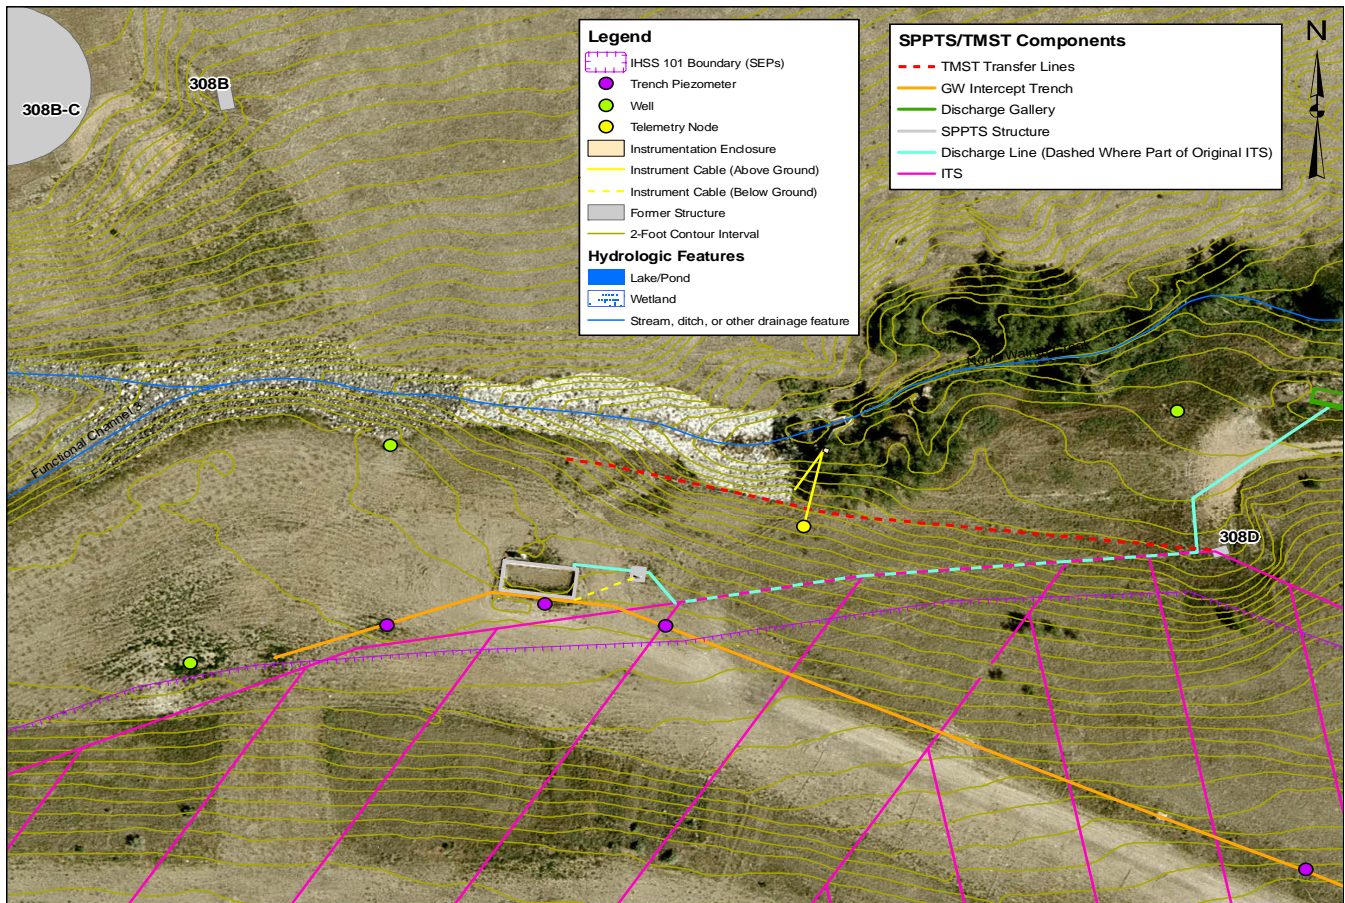 308B
308B-C
Legend
IHSS 101 Boundary (SEPs)
Trench Piezometer
Well
Telemetry Node
Instrumentation Enclosure
Instrument Cable (Above Ground)
Instrument Cable (Below Ground)
Former Structure
2-Foot Contour Interval
Hydrologic Features
Lake/Pond
Wetland
Stream, ditch, or other drainage feature
SPPTS/TMST Components
TMST Transfer Lines
GW Intercept Trench
Discharge Gallery
SPPTS Structure
Discharge Line (Dashed Where Part of Original ITS)
ITS
N
Functional Channel 3
308D